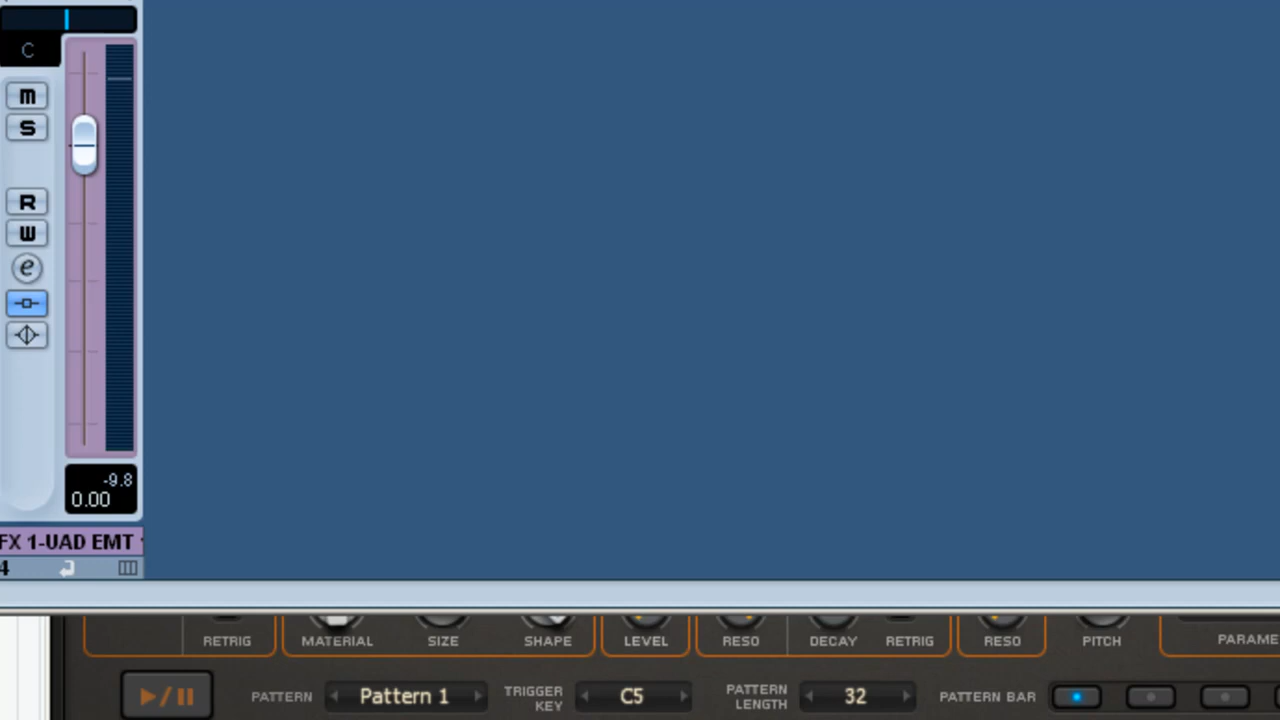 C
M
S
R
W
e
-9.8
0.00
FX 1-UAD EMT
4
RETRIG MATERIAL SIZE SHAPE LEVEL RESO DECAY RETRIG RESO PITCH PARAME
PATTERN Pattern 1 TRIGGER KEY C5 PATTERN LENGTH 32 PATTERN BAR